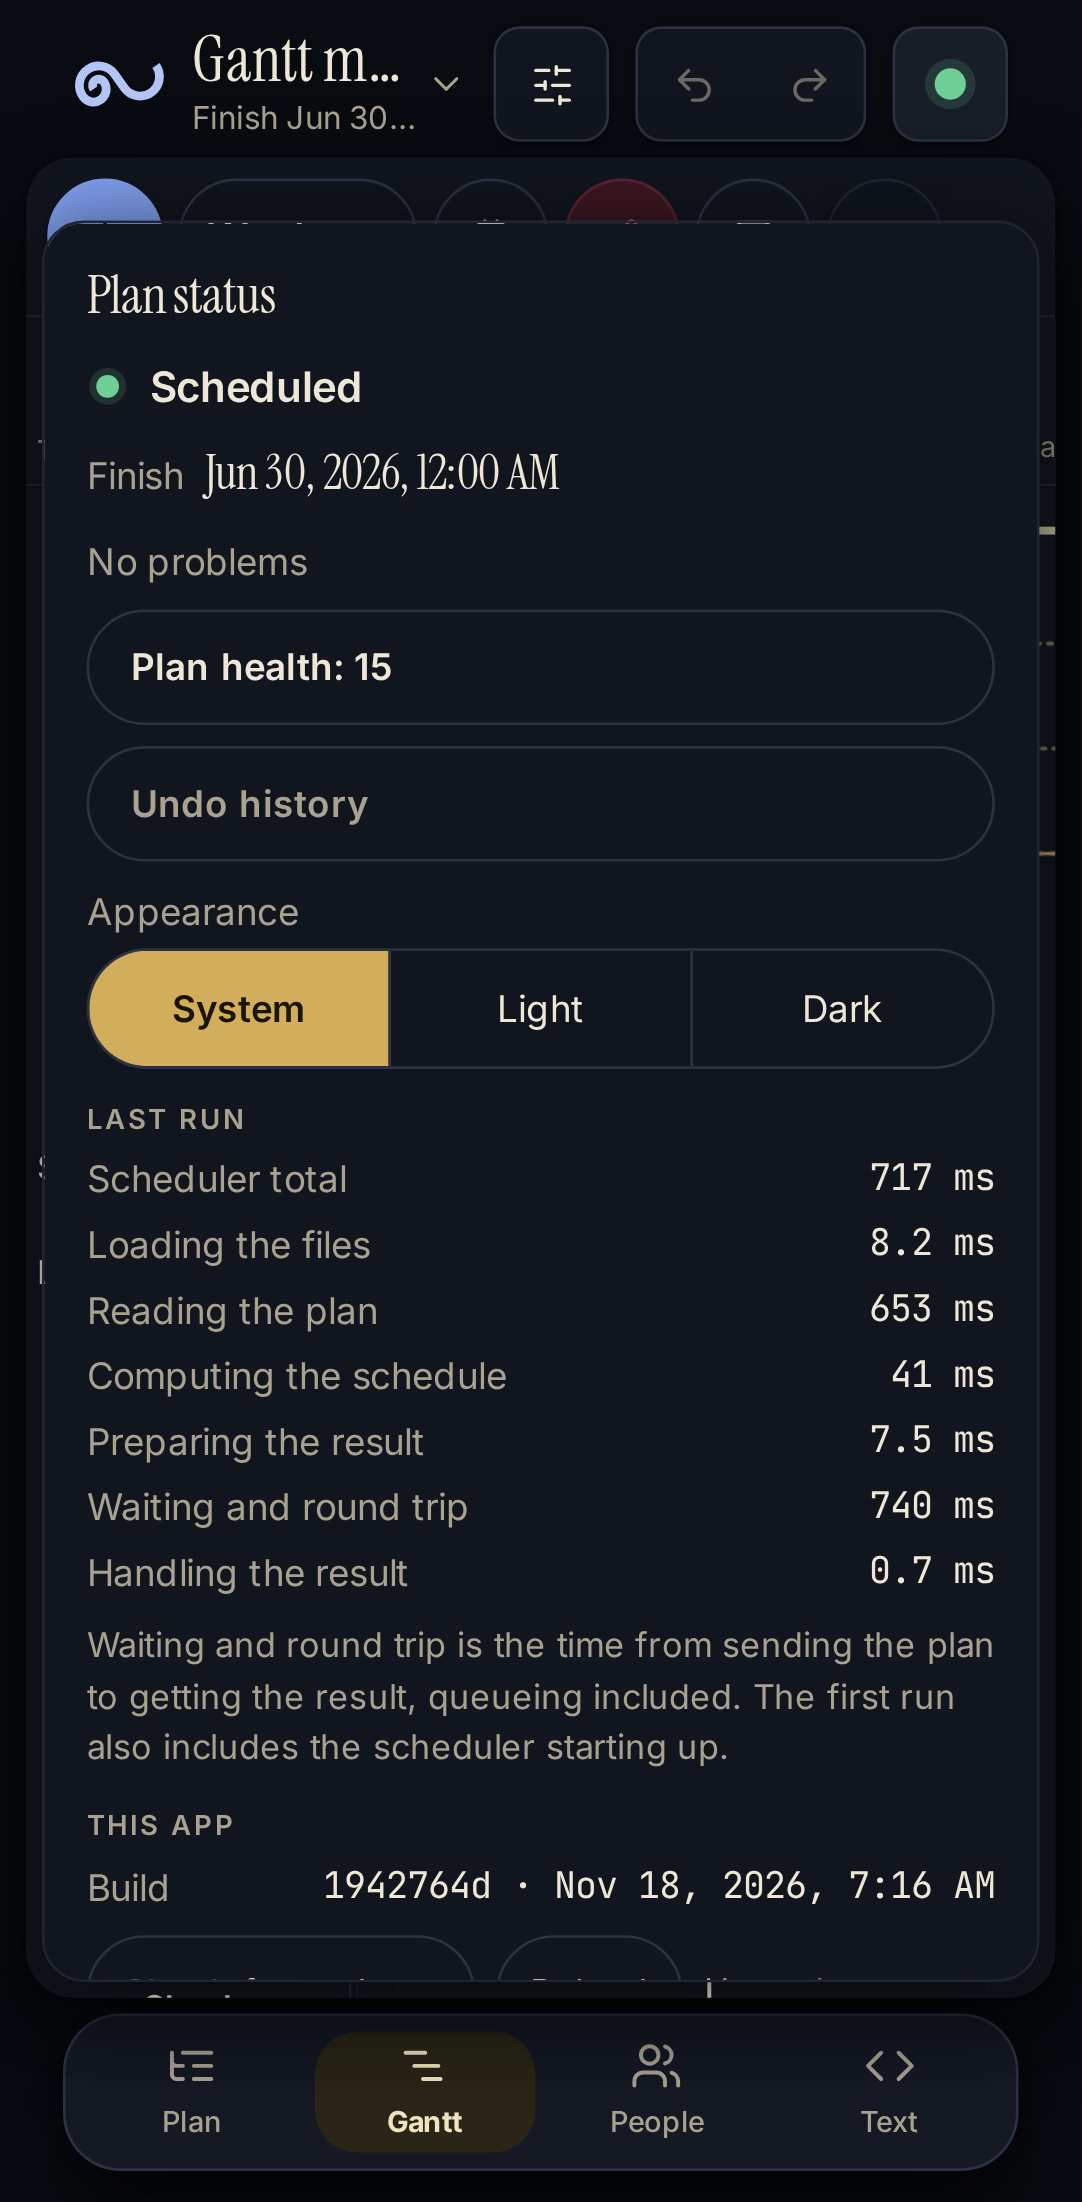 Gantt m...
Finish Jun 30...
Plan status
Scheduled
Finish Jun 30, 2026, 12:00 AM
No problems
Plan health: 15
Undo history
Appearance
System Light Dark
LAST RUN
Scheduler total 717 ms
Loading the files 8.2 ms
Reading the plan 653 ms
Computing the schedule 41 ms
Preparing the result 7.5 ms
Waiting and round trip 740 ms
Handling the result 0.7 ms
Waiting and round trip is the time from sending the plan
to getting the result, queueing included. The first run
also includes the scheduler starting up.
THIS APP
Build 1942764d · Nov 18, 2026, 7:16 AM
Plan Gantt People Text